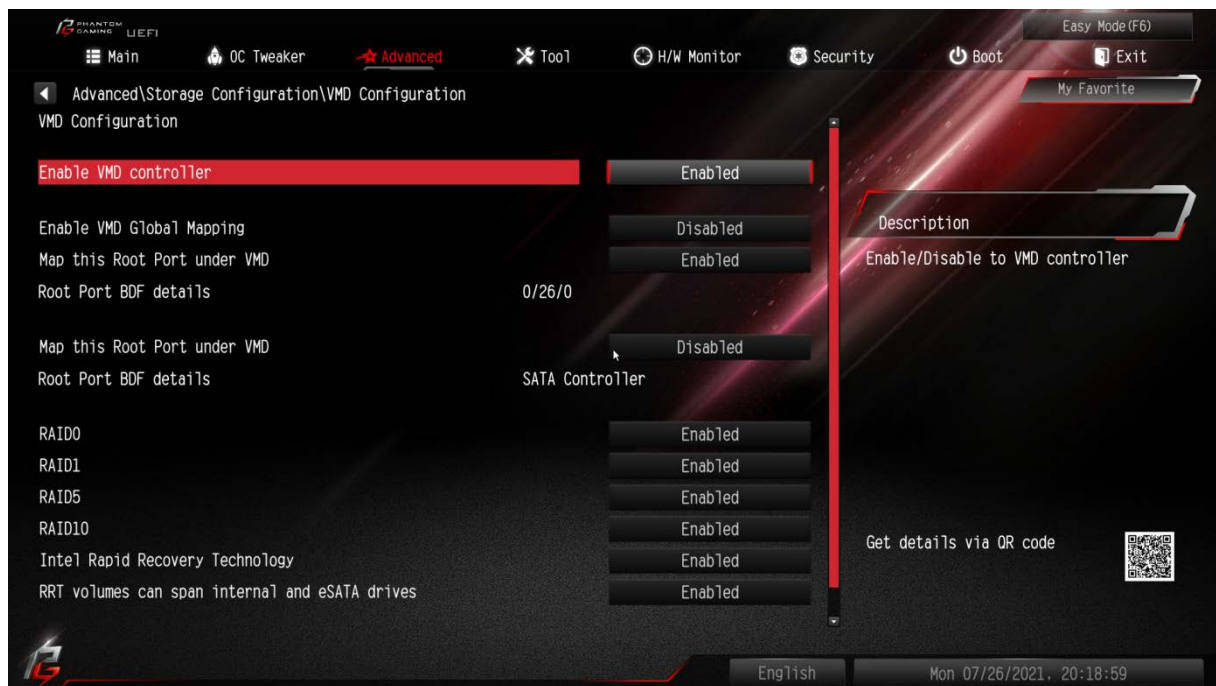 PHANTOM
GAMING UEFI
Easy Mode(F6)
Main OC Tweaker Advanced Tool H/W Monitor Security Boot Exit
Advanced\Storage Configuration\VMD Configuration
My Favorite
VMD Configuration
Enable VMD controller Enabled
Enable VMD Global Mapping Disabled
Map this Root Port under VMD Enabled
Root Port BDF details 0/26/0
Map this Root Port under VMD Disabled
Root Port BDF details SATA Controller
RAID0 Enabled
RAID1 Enabled
RAID5 Enabled
RAID10 Enabled
Intel Rapid Recovery Technology Enabled
RRT volumes can span internal and eSATA drives Enabled
Description
Enable/Disable to VMD controller
Get details via QR code
English Mon 07/26/2021, 20:18:59